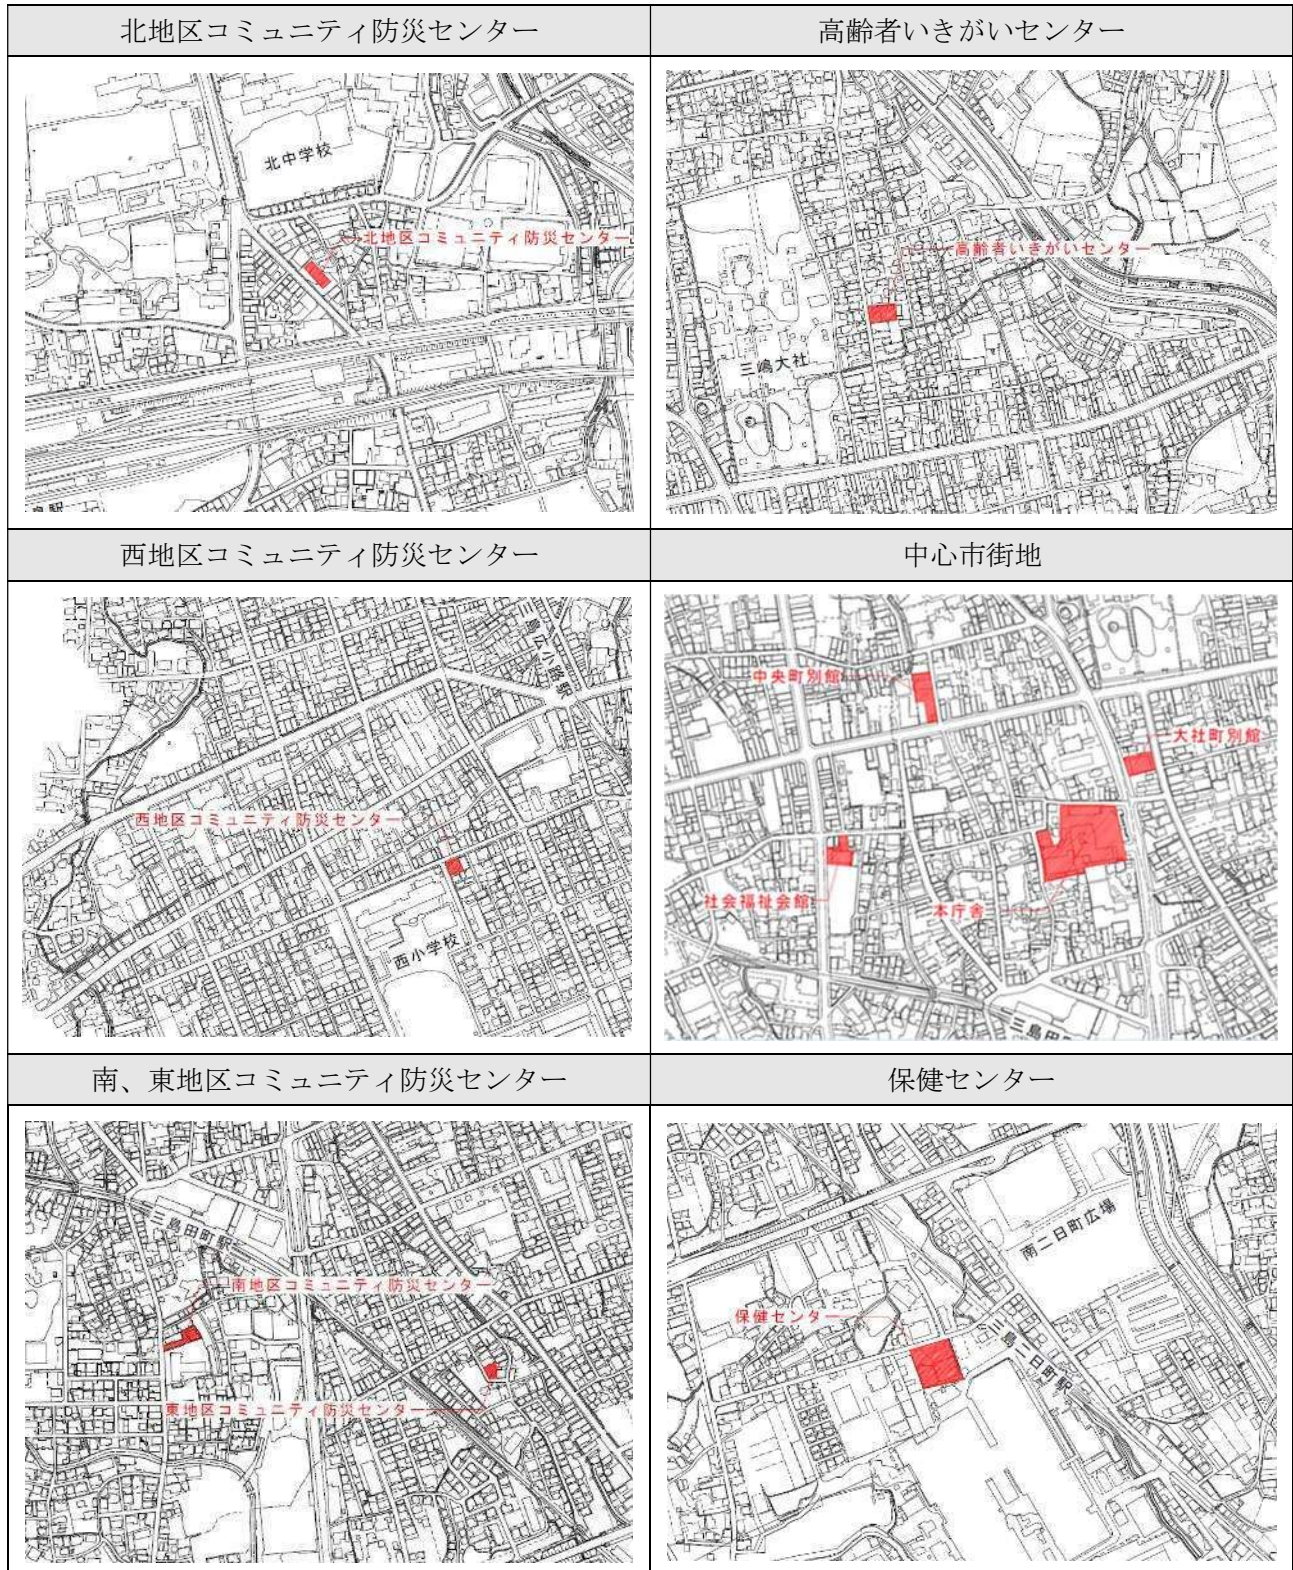 北地区コミュニティ防災センター
高齢者いきがいセンター
北中学校
北地区コミュニティ防災センター
高齢者いきがいセンター
三嶋大社
西地区コミュニティ防災センター
中心市街地
三島広小路駅
西地区コミュニティ防災センター
西小学校
中央町別館
大社町別館
社会福祉会館
本庁舎
三島田町
南、東地区コミュニティ防災センター
保健センター
三島田町駅
南地区コミュニティ防災センター
東地区コミュニティ防災センター
南二日町広場
保健センター
三島二日町駅